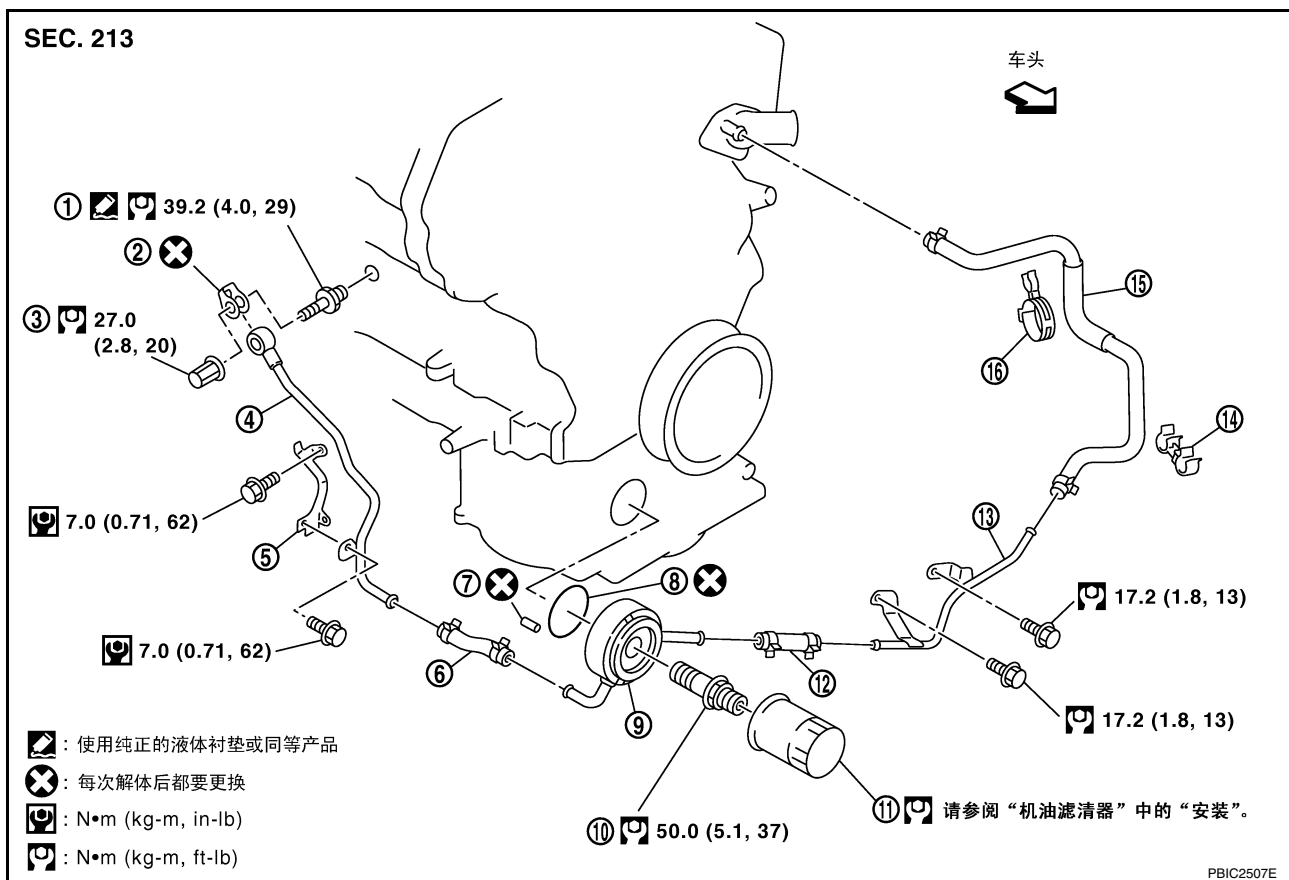 SEC. 213
车头
① 39.2 (4.0, 29)
②
③ 27.0
(2.8, 20)
④
⑮
⑯
⑭
7.0 (0.71, 62)
⑤
⑬
⑦
⑧
17.2 (1.8, 13)
7.0 (0.71, 62)
⑥
⑫
⑨
17.2 (1.8, 13)
: 使用纯正的液体衬垫或同等产品
: 每次解体后都要更换
: N•m (kg-m, in-lb)
: N•m (kg-m, ft-lb)
⑩ 50.0 (5.1, 37)
⑪ 请参阅“机油滤清器”中的“安装”。
PBIC2507E